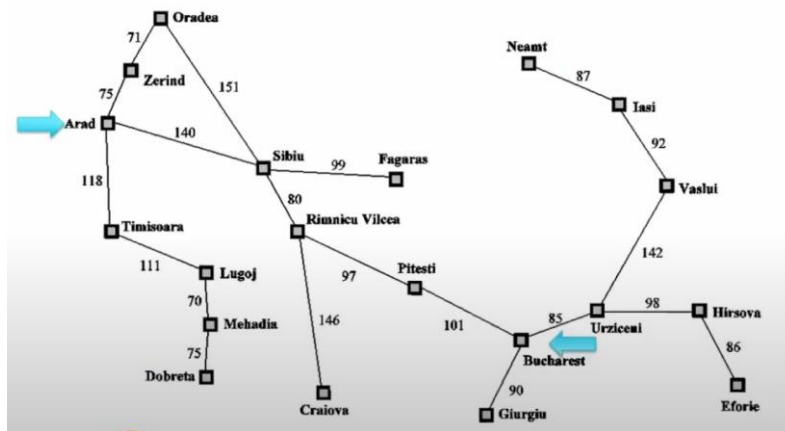 Oradea
71
Neamt
Zerind
87
151
75
Iasi
Arad
140
92
Sibiu
99
Fagaras
118
80
Vaslui
Timisoara
Rimnicu Vilcea
111
142
Lugoj
97
Pitesti
70
98
Hirsova
146
85
Urziceni
Mehadia
101
75
86
Bucharest
Dobreta
90
Craiova
Giurgiu
Eforie